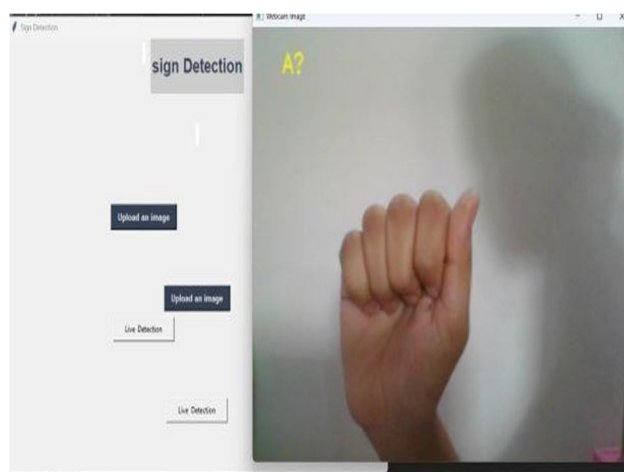 Sign Detection
sign Detection
Upload an image
Upload an image
Live Detection
Live Detection
Webcam Image
A?